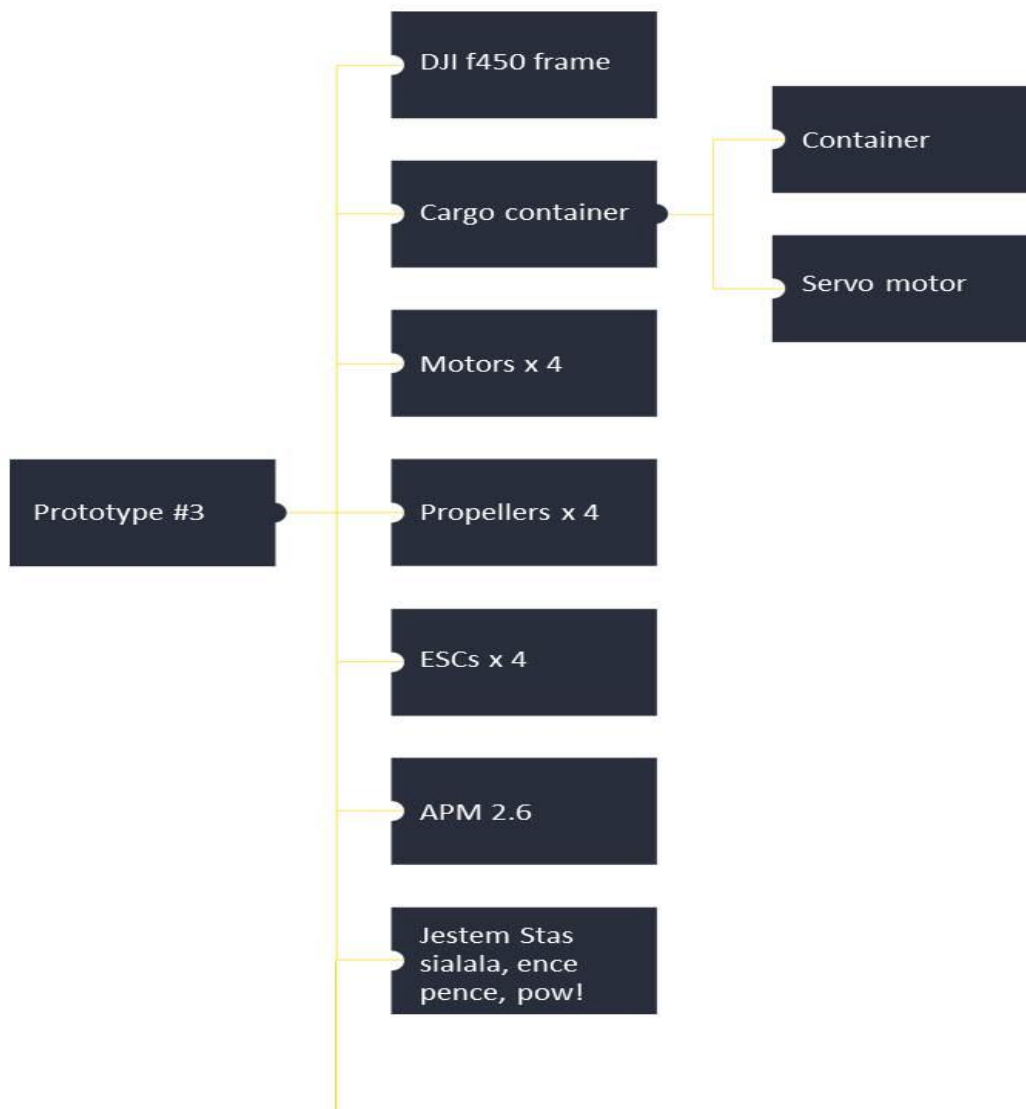 DJI f450 frame
Container
Cargo container
Servo motor
Motors x 4
Prototype #3
Propellers x 4
ESCs x 4
APM 2.6
Jestem Stas
sialala, ence
pence, pow!